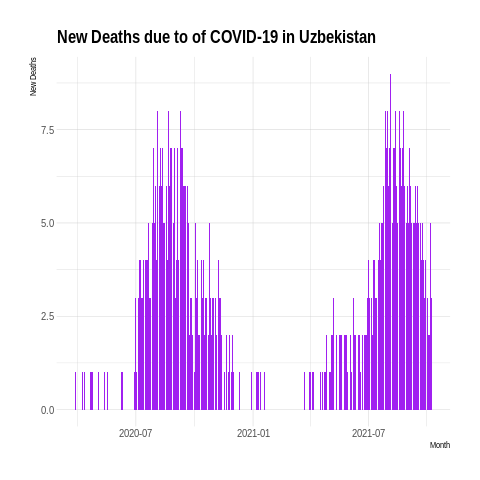 New Deaths due to of COVID-19 in Uzbekistan
New Deaths
7.5
5.0
2.5
0.0
2020-07 2021-01 2021-07
Month